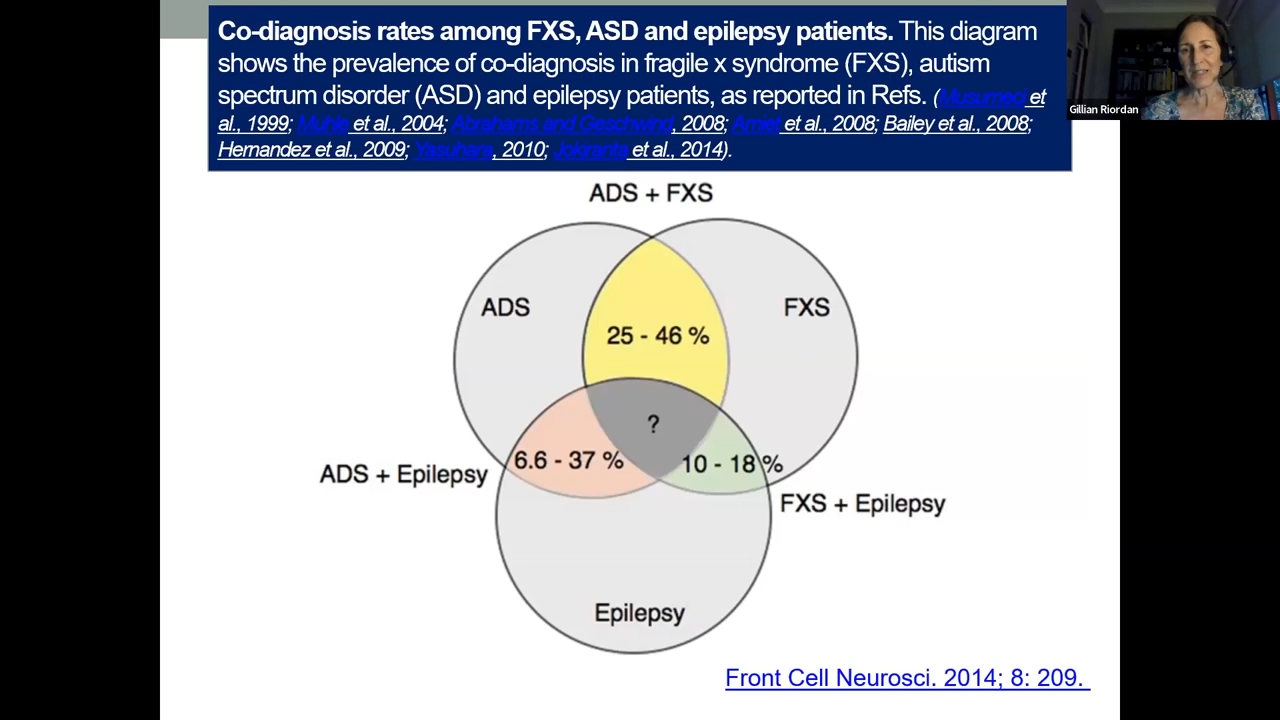 Co-diagnosis rates among FXS, ASD and epilepsy patients. This diagram
shows the prevalence of co-diagnosis in fragile x syndrome (FXS), autism
spectrum disorder (ASD) and epilepsy patients, as reported in Refs. (Musumeci et
al., 1999; Muhle et al., 2004; Abrahams and Geschwind, 2008; Amiet et al., 2008; Bailey et al., 2008;
Hernandez et al., 2009; Yasuhara, 2010; Jokiranta et al., 2014).
Gillian Riordan
ADS + FXS
ADS
FXS
25 - 46 %
?
6.6 - 37 %
10 - 18 %
ADS + Epilepsy
FXS + Epilepsy
Epilepsy
Front Cell Neurosci. 2014; 8: 209.